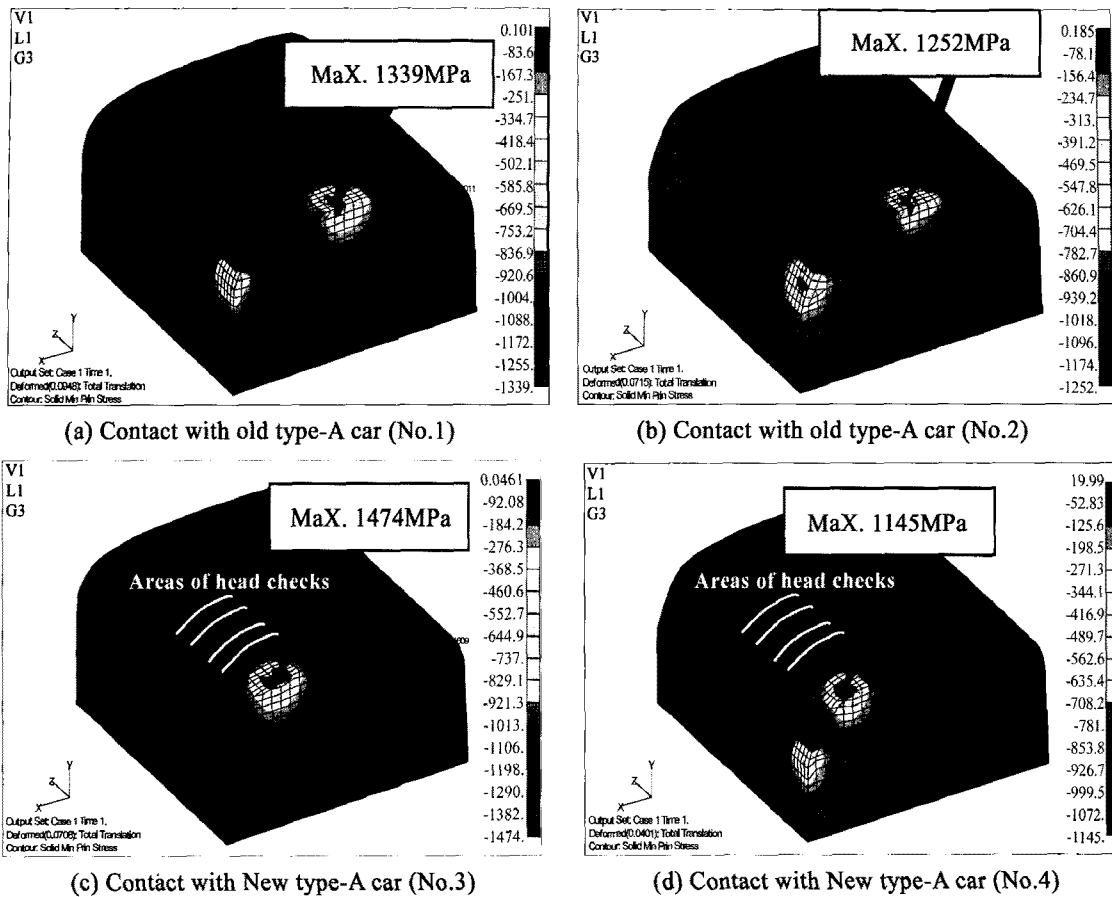 V1
L1
G3
MaX. 1339MPa
0.101
-83.6
-167.3
-251.
-334.7
-418.4
-502.1
-585.8
-669.5
-753.2
-836.9
-920.6
-1004.
-1088.
-1172.
-1255.
-1339.
Y
Z
X
Output Set: Case 1 Time 1.
Deformed(0.0948): Total Translation
Contour: Solid Min Prin Stress
(a) Contact with old type-A car (No.1)
V1
L1
G3
MaX. 1252MPa
0.185
-78.1
-156.4
-234.7
-313.
-391.2
-469.5
-547.8
-626.1
-704.4
-782.7
-860.9
-939.2
-1018.
-1096.
-1174.
-1252.
Y
Z
X
Output Set: Case 1 Time 1.
Deformed(0.0715): Total Translation
Contour: Solid Min Prin Stress
(b) Contact with old type-A car (No.2)
V1
L1
G3
MaX. 1474MPa
Areas of head checks
0.0461
-92.08
-184.2
-276.3
-368.5
-460.6
-552.7
-644.9
-737.
-829.1
-921.3
-1013.
-1106.
-1198.
-1290.
-1382.
-1474.
Y
Z
X
Output Set: Case 1 Time 1.
Deformed(0.0706): Total Translation
Contour: Solid Min Prin Stress
(c) Contact with New type-A car (No.3)
V1
L1
G3
MaX. 1145MPa
Areas of head checks
19.99
-52.83
-125.6
-198.5
-271.3
-344.1
-416.9
-489.7
-562.6
-635.4
-708.2
-781.
-853.8
-926.7
-999.5
-1072.
-1145.
Y
Z
X
Output Set: Case 1 Time 1.
Deformed(0.0401): Total Translation
Contour: Solid Min Prin Stress
(d) Contact with New type-A car (No.4)